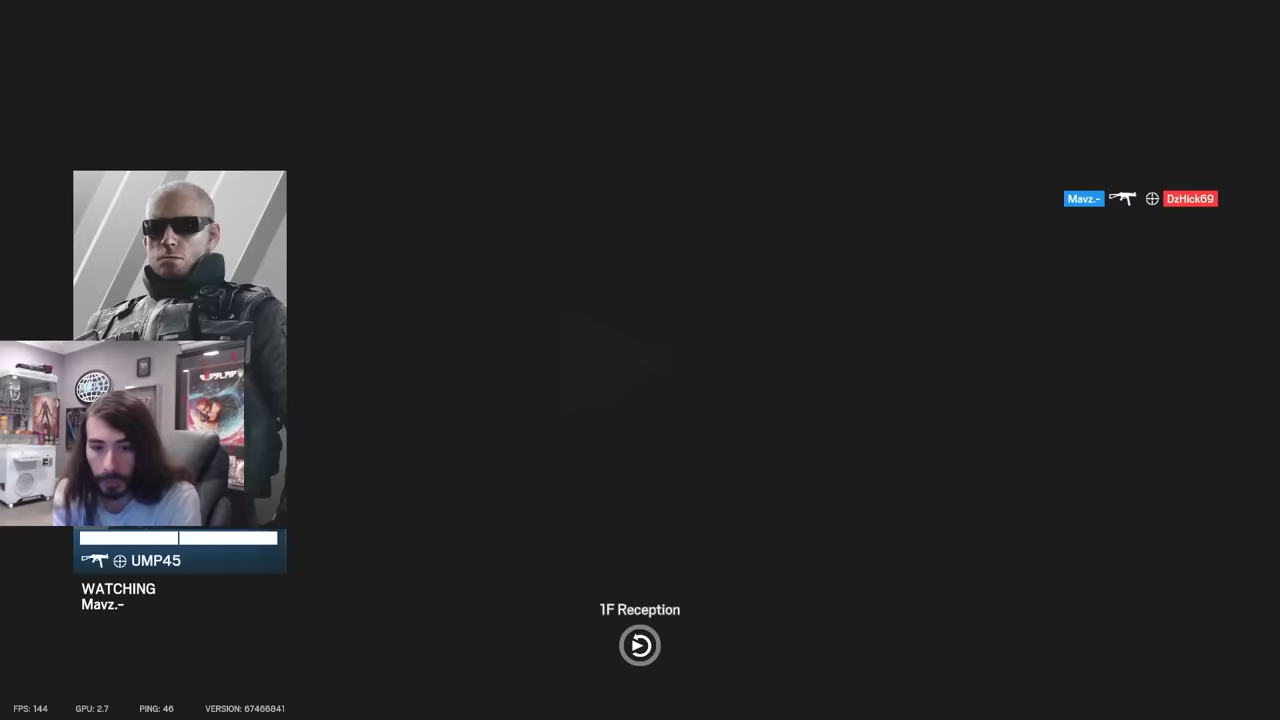 Mavz.- DzHick69
UMP45
WATCHING
Mavz.-
1F Reception
FPS: 144 GPU: 2.7 PING: 46 VERSION: 67466841